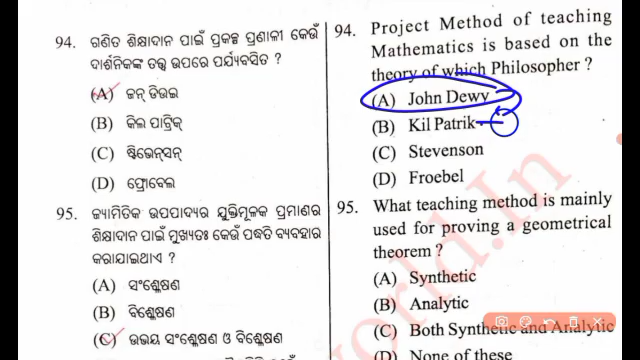 94. ଗଣିତ ଶିକ୍ଷାଦାନ ପାଇଁ ପ୍ରକଳ୍ପ ପ୍ରଣାଳୀ କେଉଁ
ଦାର୍ଶନିକଙ୍କ ତତ୍ତ୍ୱ ଉପରେ ପର୍ଯ୍ୟବସିତ ?
(A) ଜନ୍ ଡିଉଇ
(B) କିଲ ପାଟ୍ରିକ୍
(C) ଷ୍ଟିଭେନ୍‌ସନ୍
(D) ଫ୍ରୋବେଲ
95. ଜ୍ୟାମିତିକ ଉପପାଦ୍ୟର ଯୁକ୍ତିମୂଳକ ପ୍ରମାଣର
ଶିକ୍ଷାଦାନ ପାଇଁ ମୁଖ୍ୟତଃ କେଉଁ ପଦ୍ଧତି ବ୍ୟବହାର
କରାଯାଇଥାଏ ?
(A) ସଂଶ୍ଳେଷଣ
(B) ବିଶ୍ଳେଷଣ
(C) ଉଭୟ ସଂଶ୍ଳେଷଣ ଓ ବିଶ୍ଳେଷଣ
94. Project Method of teaching
Mathematics is based on the
theory of which Philosopher ?
(A) John Dewy
(B) Kil Patrik
(C) Stevenson
(D) Froebel
95. What teaching method is mainly
used for proving a geometrical
theorem ?
(A) Synthetic
(B) Analytic
(C) Both Synthetic and Analytic
(D) None of these